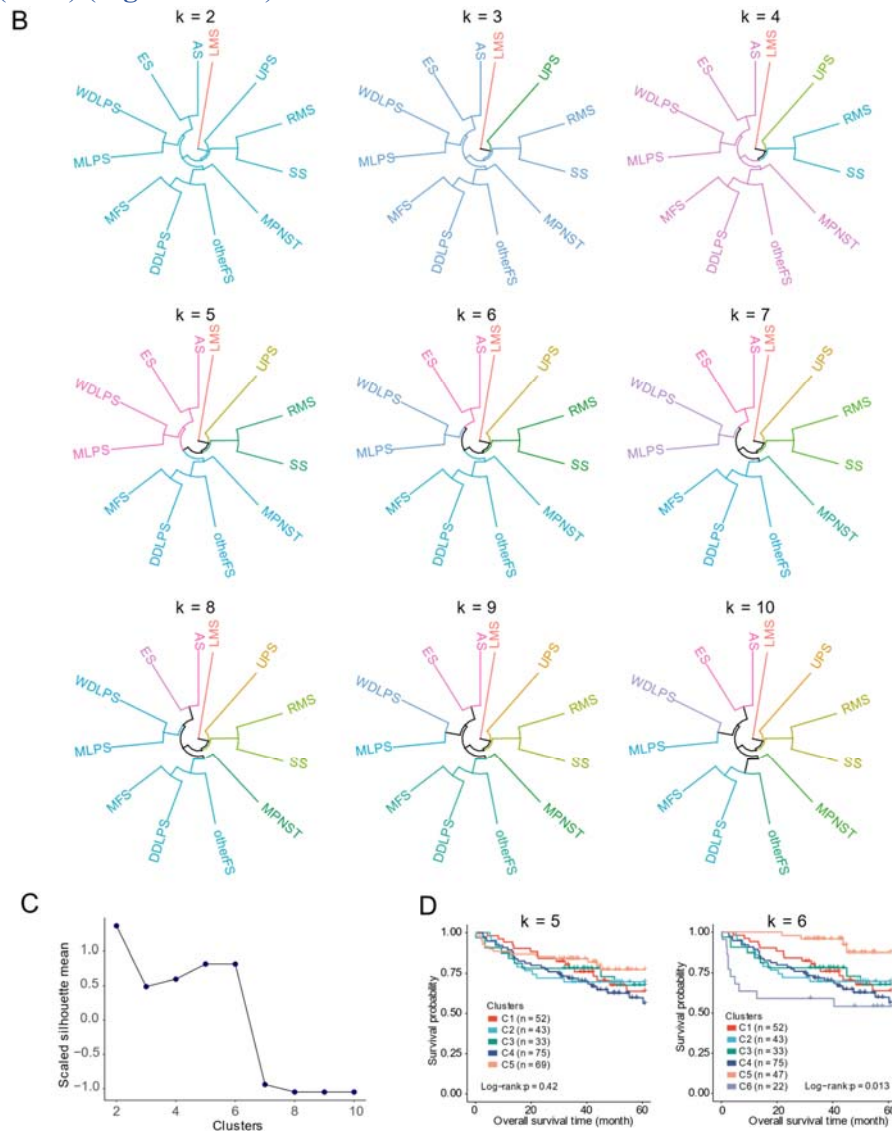 B
k = 2
ES
AS
LMS
UPS
WDLPS
RMS
MLPS
SS
MFS
MPNST
DDLPS
otherFS
k = 3
ES
AS
LMS
UPS
WDLPS
RMS
MLPS
SS
MFS
MPNST
DDLPS
otherFS
k = 4
ES
AS
LMS
UPS
WDLPS
RMS
MLPS
SS
MFS
MPNST
DDLPS
otherFS
k = 5
ES
AS
LMS
UPS
WDLPS
RMS
MLPS
SS
MFS
MPNST
DDLPS
otherFS
k = 6
ES
AS
LMS
UPS
WDLPS
RMS
MLPS
SS
MFS
MPNST
DDLPS
otherFS
k = 7
ES
AS
LMS
UPS
WDLPS
RMS
MLPS
SS
MFS
MPNST
DDLPS
otherFS
k = 8
ES
AS
LMS
UPS
WDLPS
RMS
MLPS
SS
MFS
MPNST
DDLPS
otherFS
k = 9
ES
AS
LMS
UPS
WDLPS
RMS
MLPS
SS
MFS
MPNST
DDLPS
otherFS
k = 10
ES
AS
LMS
UPS
WDLPS
RMS
MLPS
SS
MFS
MPNST
DDLPS
otherFS
C
Scaled silhouette mean
1.0
0.5
0.0
−0.5
−1.0
2 4 6 8 10
Clusters
D
k = 5
Survival probability
1.00
0.75
0.50
0.25
0.00
Clusters
C1 (n = 52)
C2 (n = 43)
C3 (n = 33)
C4 (n = 75)
C5 (n = 69)
Log−rank:p = 0.42
0 20 40 60
Overall survival time (month)
k = 6
Survival probability
1.00
0.75
0.50
0.25
0.00
Clusters
C1 (n = 52)
C2 (n = 43)
C3 (n = 33)
C4 (n = 75)
C5 (n = 47)
C6 (n = 22)
Log−rank:p = 0.013
0 20 40 60
Overall survival time (month)